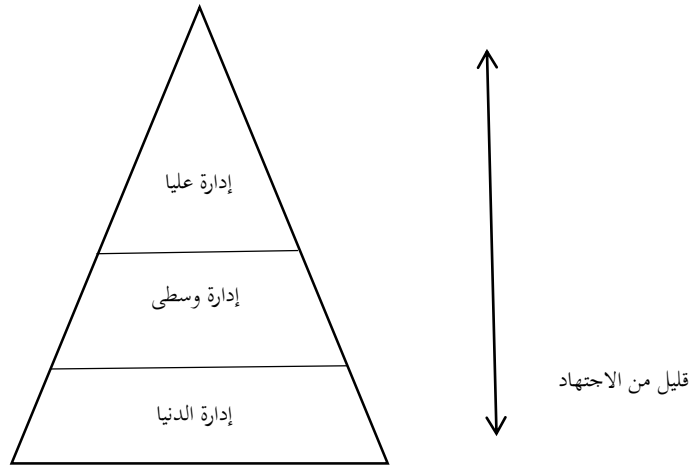 إدارة عليا
إدارة وسطى
قليل من الاجتهاد
إدارة الدنيا